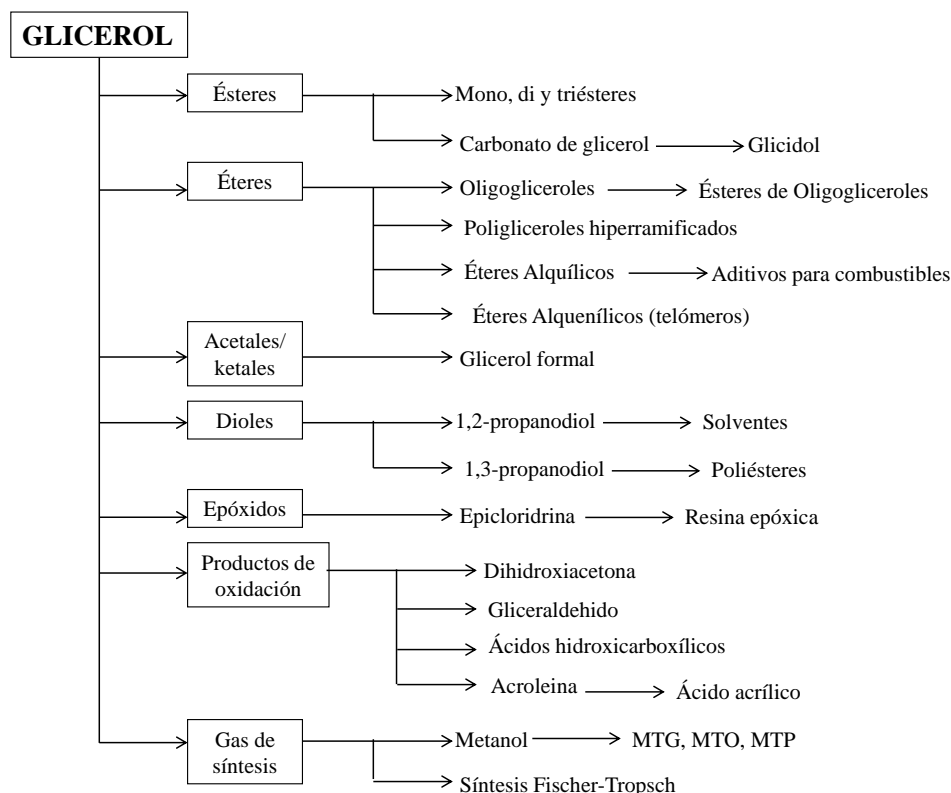 GLICEROL
Ésteres
Mono, di y triésteres
Carbonato de glicerol
Glicidol
Éteres
Oligogliceroles
Ésteres de Oligogliceroles
Poligliceroles hiperramificados
Éteres Alquílicos
Aditivos para combustibles
Éteres Alquenílicos (telómeros)
Acetales/
ketales
Glicerol formal
Dioles
1,2-propanodiol
Solventes
1,3-propanodiol
Poliésteres
Epóxidos
Epicloridrina
Resina epóxica
Productos de
oxidación
Dihidroxiacetona
Gliceraldehido
Ácidos hidroxicarboxílicos
Acroleina
Ácido acrílico
Gas de
síntesis
Metanol
MTG, MTO, MTP
Síntesis Fischer-Tropsch